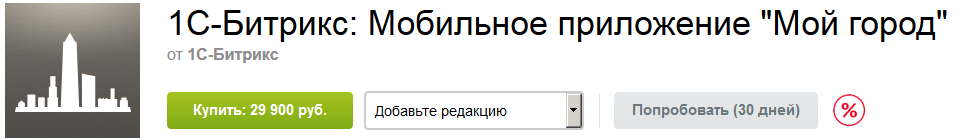 1С-Битрикс: Мобильное приложение "Мой город"
от 1С-Битрикс
Купить: 29 900 руб. Добавьте редакцию Попробовать (30 дней) %